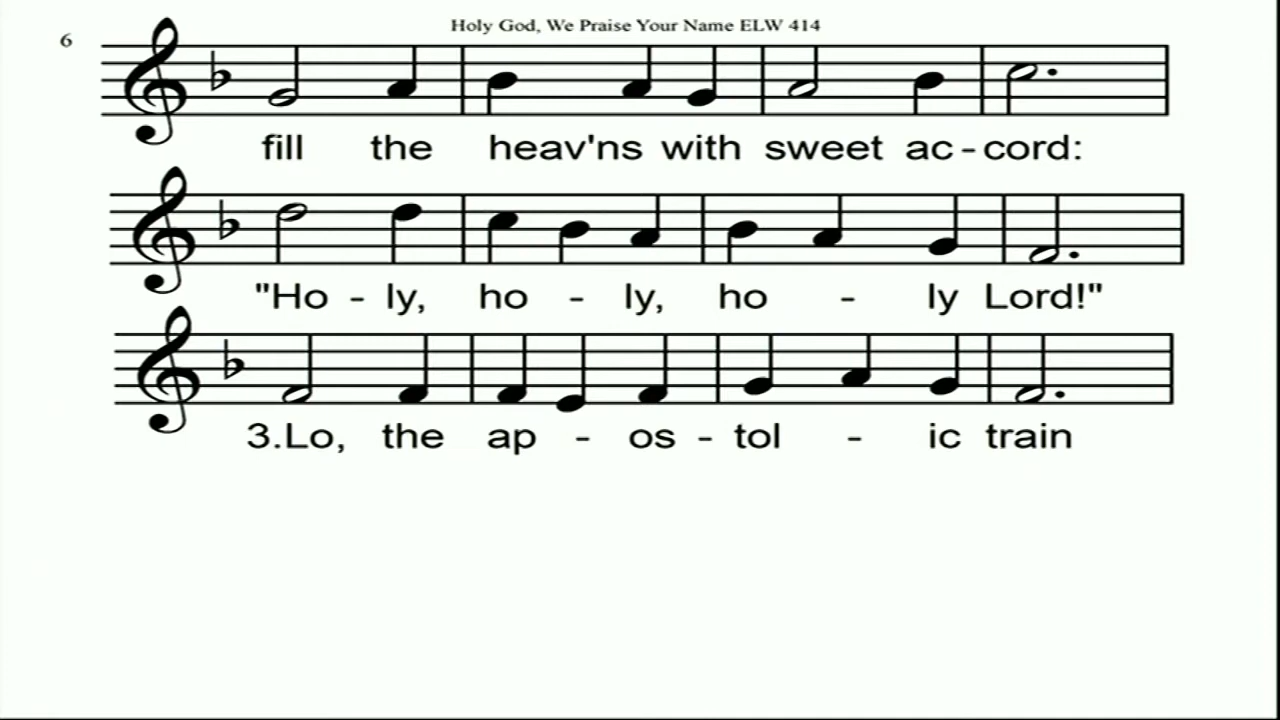 Holy God, We Praise Your Name ELW 414
6
fill the heav'ns with sweet ac - cord:
"Ho - ly, ho - ly, ho - ly Lord!"
3.Lo, the ap - os - tol - ic train